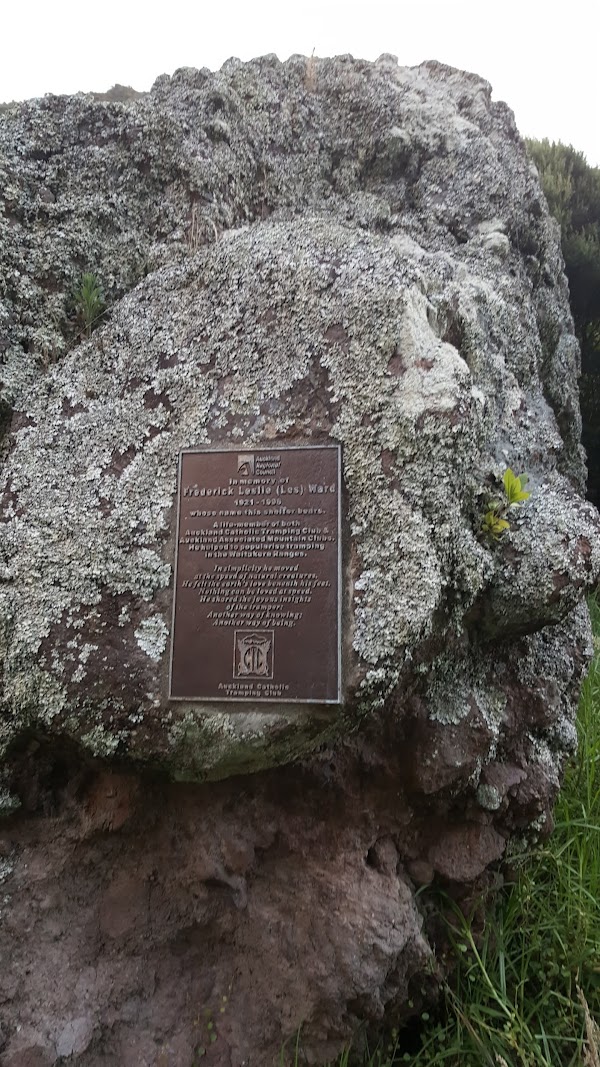 Auckland
Regional
Council
In memory of
Frederick Leslie (Les) Ward
1921 - 1996
whose name this shelter bears.
A life-member of both
Auckland Catholic Tramping Club &
Auckland Associated Mountain Clubs.
He helped to popularise tramping
in the Waitakere Ranges.
In simplicity he moved
at the speed of natural creatures.
He felt the earth's love beneath his feet.
Nothing can be loved at speed.
He shared the joyous insights
of the tramper.
Another way of knowing;
Another way of being.
CTC
Auckland Catholic
Tramping Club